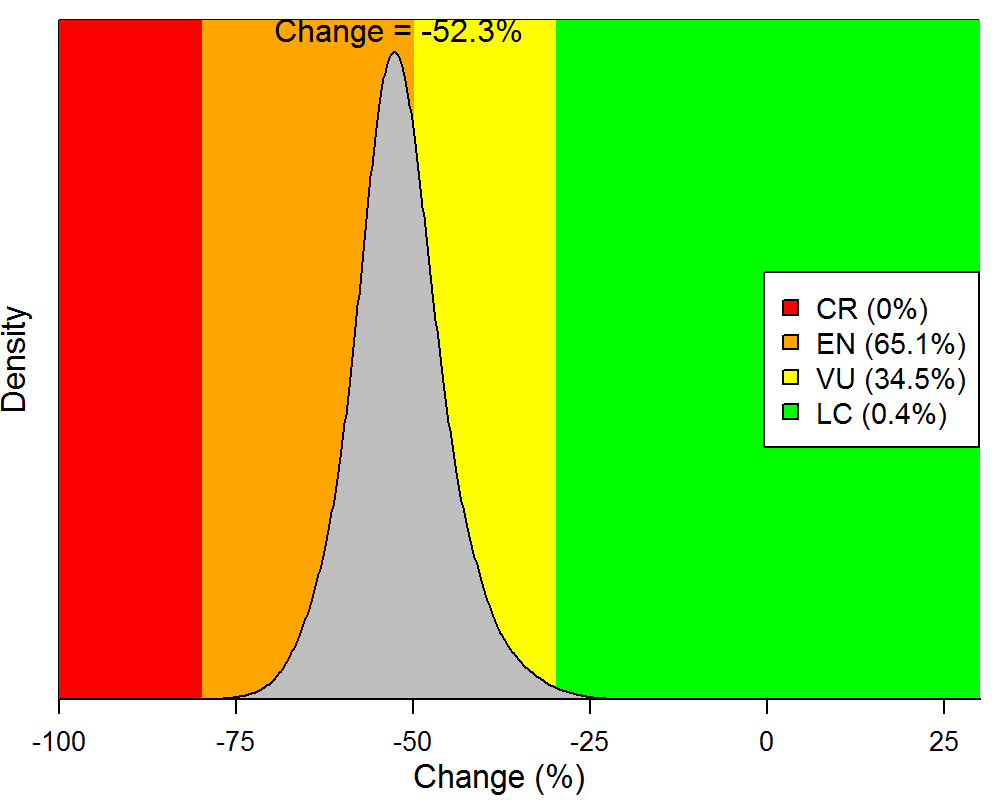 Change = -52.3%
Density
CR (0%)
EN (65.1%)
VU (34.5%)
LC (0.4%)
-100 -75 -50 -25 0 25
Change (%)